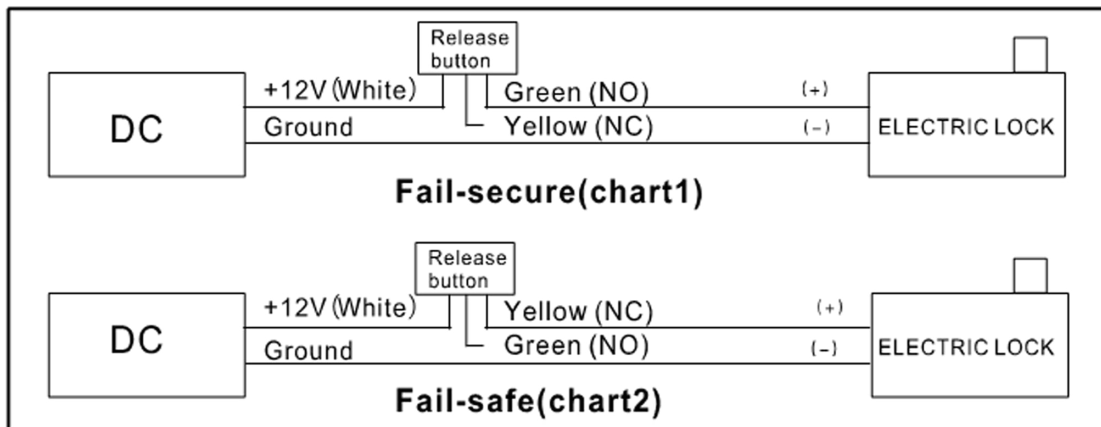 Release
button
+12V (White)
Green (NO)
(+)
DC
Ground
Yellow (NC)
(-)
ELECTRIC LOCK
Fail-secure(chart1)
Release
button
+12V (White)
Yellow (NC)
(+)
DC
Ground
Green (NO)
(-)
ELECTRIC LOCK
Fail-safe(chart2)